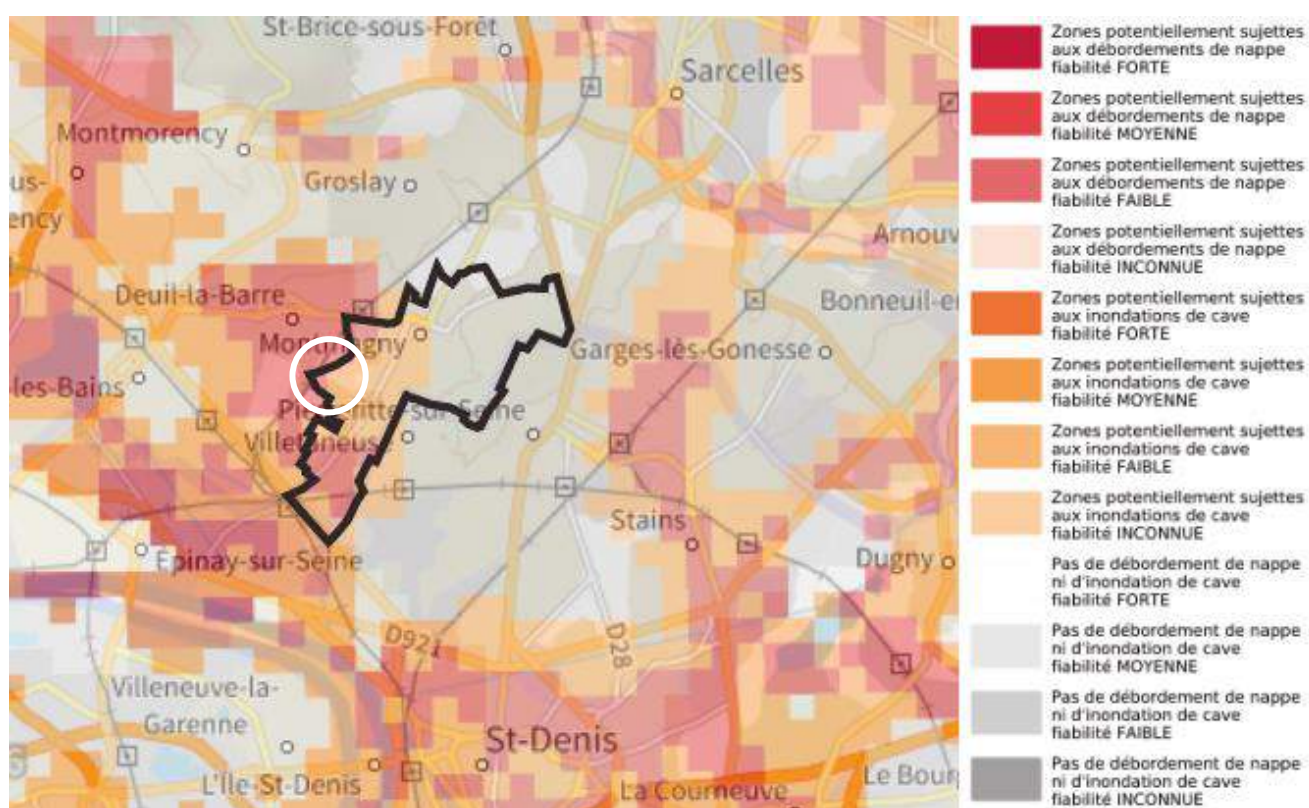 St-Brice-sous-Forêt
Sarcelles
Montmorency
us-
Groslay
ency
Arnouv
Deuil-la-Barre
Bonneuil-e
Montmagny
Garges-lès-Gonesse
-les-Bains
Pierrefitte-sur-Seine
Villetaneuse
Stains
Épinay-sur-Seine
Dugny
D921
D28
Villeneuve-la-
Garenne
St-Denis
L'Île-St-Denis
La Courneuve
Le Bour
Zones potentiellement sujettes
aux débordements de nappe
fiabilité FORTE
Zones potentiellement sujettes
aux débordements de nappe
fiabilité MOYENNE
Zones potentiellement sujettes
aux débordements de nappe
fiabilité FAIBLE
Zones potentiellement sujettes
aux débordements de nappe
fiabilité INCONNUE
Zones potentiellement sujettes
aux inondations de cave
fiabilité FORTE
Zones potentiellement sujettes
aux inondations de cave
fiabilité MOYENNE
Zones potentiellement sujettes
aux inondations de cave
fiabilité FAIBLE
Zones potentiellement sujettes
aux inondations de cave
fiabilité INCONNUE
Pas de débordement de nappe
ni d'inondation de cave
fiabilité FORTE
Pas de débordement de nappe
ni d'inondation de cave
fiabilité MOYENNE
Pas de débordement de nappe
ni d'inondation de cave
fiabilité FAIBLE
Pas de débordement de nappe
ni d'inondation de cave
fiabilité INCONNUE